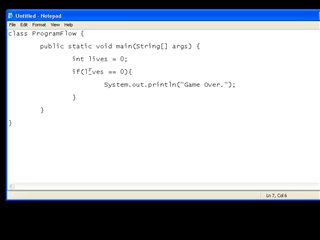 Untitled - Notepad
File Edit Format View Help
class ProgramFlow {
public static void main(String[] args) {
int lives = 0;
if(lives == 0){
System.out.println("Game Over.");
}
}
}
Ln 7, Col 6